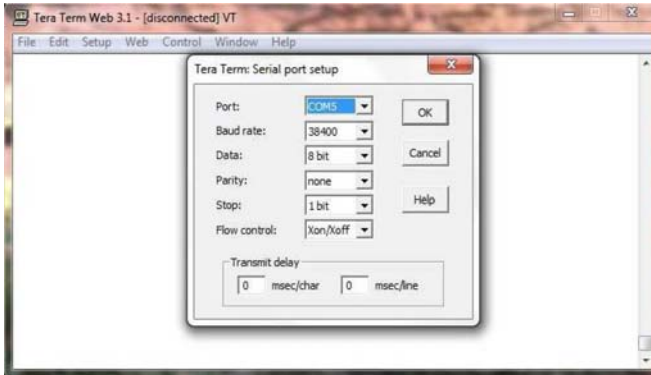 Tera Term Web 3.1 - [disconnected] VT
File Edit Setup Web Control Window Help
Tera Term: Serial port setup
Port: COM5 OK
Baud rate: 38400
Data: 8 bit Cancel
Parity: none
Stop: 1 bit Help
Flow control: Xon/Xoff
Transmit delay
0 msec/char 0 msec/line